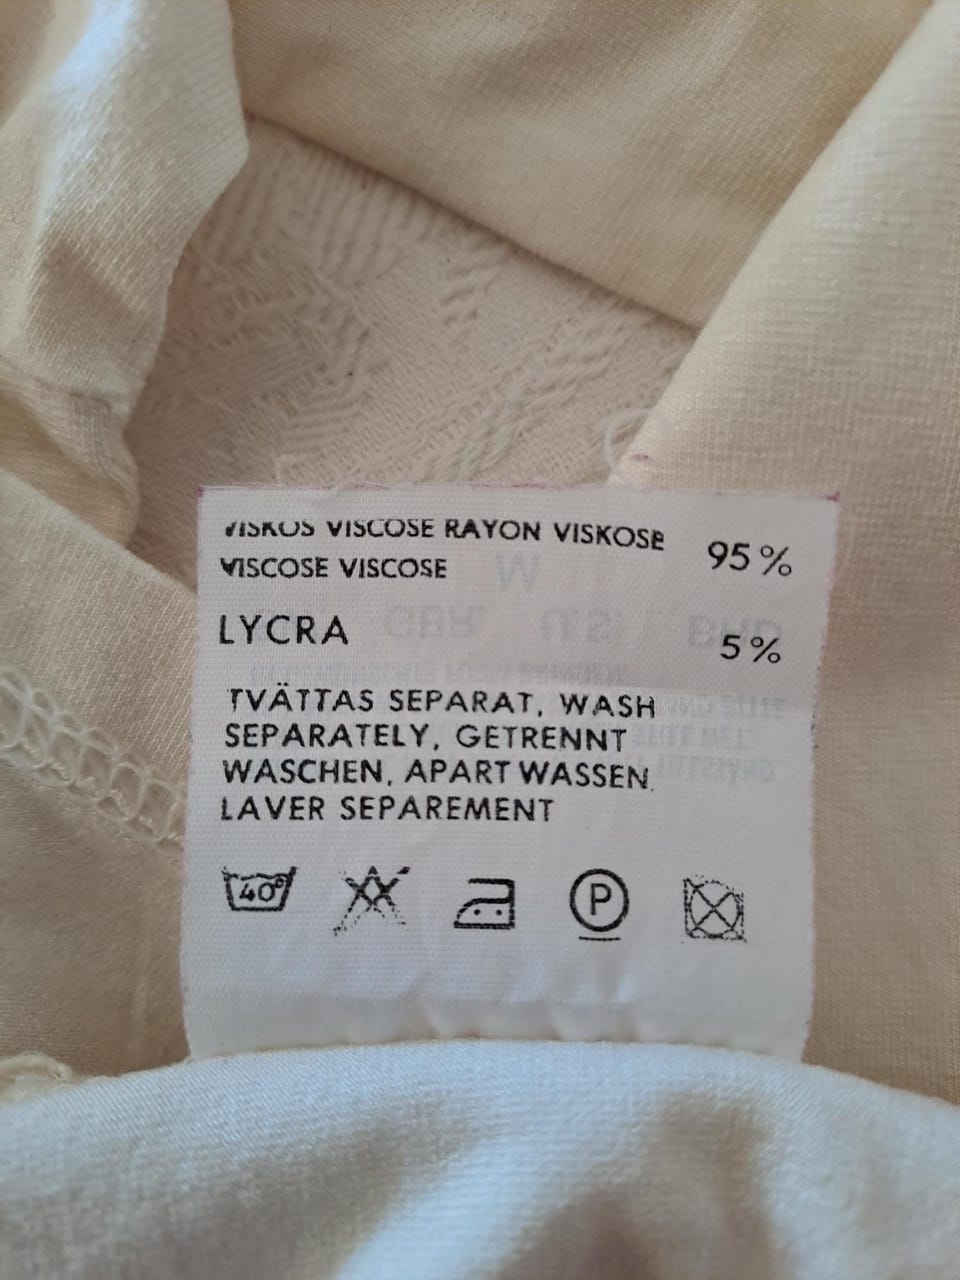 VISKOS VISCOSE RAYON VISKOSE 95%
VISCOSE VISCOSE
LYCRA 5%
TVÄTTAS SEPARAT, WASH
SEPARATELY, GETRENNT
WASCHEN, APART WASSEN,
LAVER SEPAREMENT
40°
P